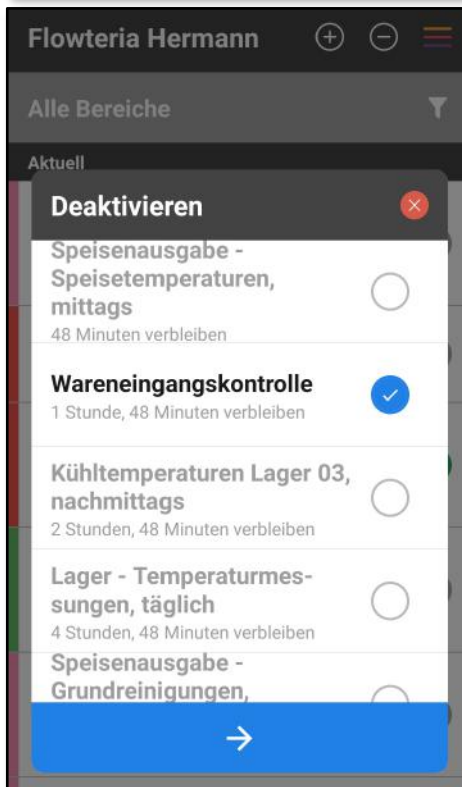 Flowteria Hermann
Alle Bereiche
Aktuell
Deaktivieren
Speisenausgabe -
Speisetemperaturen,
mittags
48 Minuten verbleiben
Wareneingangskontrolle
1 Stunde, 48 Minuten verbleiben
Kühltemperaturen Lager 03,
nachmittags
2 Stunden, 48 Minuten verbleiben
Lager - Temperaturmes-
sungen, täglich
4 Stunden, 48 Minuten verbleiben
Speisenausgabe -
Grundreinigungen,